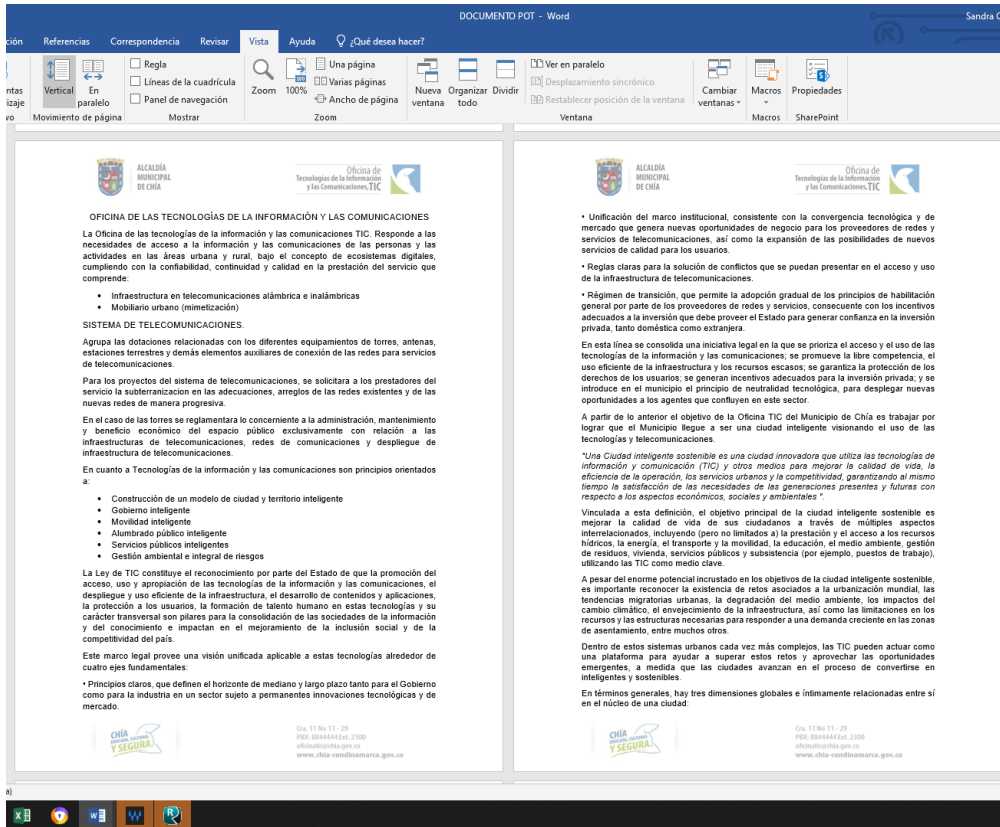 DOCUMENTO POT - Word
Sandra
ción Referencias Correspondencia Revisar Vista Ayuda ¿Qué desea hacer?
Vertical
En paralelo
Movimiento de página
Regla
Líneas de la cuadrícula
Panel de navegación
Mostrar
Zoom
100%
Una página
Varias páginas
Ancho de página
Zoom
Nueva ventana
Organizar todo
Dividir
Ver en paralelo
Desplazamiento sincrónico
Restablecer posición de la ventana
Cambiar ventanas
Ventana
Macros
Macros
Propiedades
SharePoint
ALCALDÍA
MUNICIPAL
DE CHÍA
Oficina de
Tecnologías de la Información
y las Comunicaciones, TIC
OFICINA DE LAS TECNOLOGÍAS DE LA INFORMACIÓN Y LAS COMUNICACIONES
La Oficina de las tecnologías de la información y las comunicaciones TIC. Responde a las
necesidades de acceso a la información y las comunicaciones de las personas y las
actividades en las áreas urbana y rural, bajo el concepto de ecosistemas digitales,
cumpliendo con la confiabilidad, continuidad y calidad en la prestación del servicio que
comprende:
• Infraestructura en telecomunicaciones alámbrica e inalámbricas
• Mobiliario urbano (mimetización)
SISTEMA DE TELECOMUNICACIONES.
Agrupa las dotaciones relacionadas con los diferentes equipamientos de torres, antenas,
estaciones terrestres y demás elementos auxiliares de conexión de las redes para servicios
de telecomunicaciones.
Para los proyectos del sistema de telecomunicaciones, se solicitara a los prestadores del
servicio la subterranizacion en las adecuaciones, arreglos de las redes existentes y de las
nuevas redes de manera progresiva.
En el caso de las torres se reglamentara lo concerniente a la administración, mantenimiento
y beneficio económico del espacio público exclusivamente con relación a las
infraestructuras de telecomunicaciones, redes de comunicaciones y despliegue de
infraestructura de telecomunicaciones.
En cuanto a Tecnologías de la información y las comunicaciones son principios orientados
a:
• Construcción de un modelo de ciudad y territorio inteligente
• Gobierno inteligente
• Movilidad inteligente
• Alumbrado público inteligente
• Servicios públicos inteligentes
• Gestión ambiental e integral de riesgos
La Ley de TIC constituye el reconocimiento por parte del Estado de que la promoción del
acceso, uso y apropiación de las tecnologías de la información y las comunicaciones, el
despliegue y uso eficiente de la infraestructura, el desarrollo de contenidos y aplicaciones,
la protección a los usuarios, la formación de talento humano en estas tecnologías y su
carácter transversal son pilares para la consolidación de las sociedades de la información
y del conocimiento e impactan en el mejoramiento de la inclusión social y de la
competitividad del país.
Este marco legal provee una visión unificada aplicable a estas tecnologías alrededor de
cuatro ejes fundamentales:
• Principios claros, que definen el horizonte de mediano y largo plazo tanto para el Gobierno
como para la industria en un sector sujeto a permanentes innovaciones tecnológicas y de
mercado.
CHÍA
EDUCADA, CULTURAL
Y SEGURA.
Cra. 11 No 11 - 29
PBX: 8844444 Ext. 2300
oficinatic@chia.gov.co
www.chia-cundinamarca.gov.co
ALCALDÍA
MUNICIPAL
DE CHÍA
Oficina de
Tecnologías de la Información
y las Comunicaciones, TIC
• Unificación del marco institucional, consistente con la convergencia tecnológica y de
mercado que genera nuevas oportunidades de negocio para los proveedores de redes y
servicios de telecomunicaciones, así como la expansión de las posibilidades de nuevos
servicios de calidad para los usuarios.
• Reglas claras para la solución de conflictos que se puedan presentar en el acceso y uso
de la infraestructura de telecomunicaciones.
• Régimen de transición, que permite la adopción gradual de los principios de habilitación
general por parte de los proveedores de redes y servicios, consecuente con los incentivos
adecuados a la inversión que debe proveer el Estado para generar confianza en la inversión
privada, tanto doméstica como extranjera.
En esta línea se consolida una iniciativa legal en la que se prioriza el acceso y el uso de las
tecnologías de la información y las comunicaciones; se promueve la libre competencia, el
uso eficiente de la infraestructura y los recursos escasos; se garantiza la protección de los
derechos de los usuarios; se generan incentivos adecuados para la inversión privada; y se
introduce en el municipio el principio de neutralidad tecnológica, para desplegar nuevas
oportunidades a los agentes que confluyen en este sector.
A partir de lo anterior el objetivo de la Oficina TIC del Municipio de Chía es trabajar por
lograr que el Municipio llegue a ser una ciudad inteligente visionando el uso de las
tecnologías y telecomunicaciones.
"Una Ciudad inteligente sostenible es una ciudad innovadora que utiliza las tecnologías de
información y comunicación (TIC) y otros medios para mejorar la calidad de vida, la
eficiencia de la operación, los servicios urbanos y la competitividad, garantizando al mismo
tiempo la satisfacción de las necesidades de las generaciones presentes y futuras con
respecto a los aspectos económicos, sociales y ambientales ".
Vinculada a esta definición, el objetivo principal de la ciudad inteligente sostenible es
mejorar la calidad de vida de sus ciudadanos a través de múltiples aspectos
interrelacionados, incluyendo (pero no limitados a) la prestación y el acceso a los recursos
hídricos, la energía, el transporte y la movilidad, la educación, el medio ambiente, gestión
de residuos, vivienda, servicios públicos y subsistencia (por ejemplo, puestos de trabajo),
utilizando las TIC como medio clave.
A pesar del enorme potencial incrustado en los objetivos de la ciudad inteligente sostenible,
es importante reconocer la existencia de retos asociados a la urbanización mundial, las
tendencias migratorias urbanas, la degradación del medio ambiente, los impactos del
cambio climático, el envejecimiento de la infraestructura, así como las limitaciones en los
recursos y las estructuras necesarias para responder a una demanda creciente en las zonas
de asentamiento, entre muchos otros.
Dentro de estos sistemas urbanos cada vez más complejos, las TIC pueden actuar como
una plataforma para ayudar a superar estos retos y aprovechar las oportunidades
emergentes, a medida que las ciudades avanzan en el proceso de convertirse en
inteligentes y sostenibles.
En términos generales, hay tres dimensiones globales e íntimamente relacionadas entre sí
en el núcleo de una ciudad:
CHÍA
EDUCADA, CULTURAL
Y SEGURA.
Cra. 11 No 11 - 29
PBX: 8844444 Ext. 2300
oficinatic@chia.gov.co
www.chia-cundinamarca.gov.co